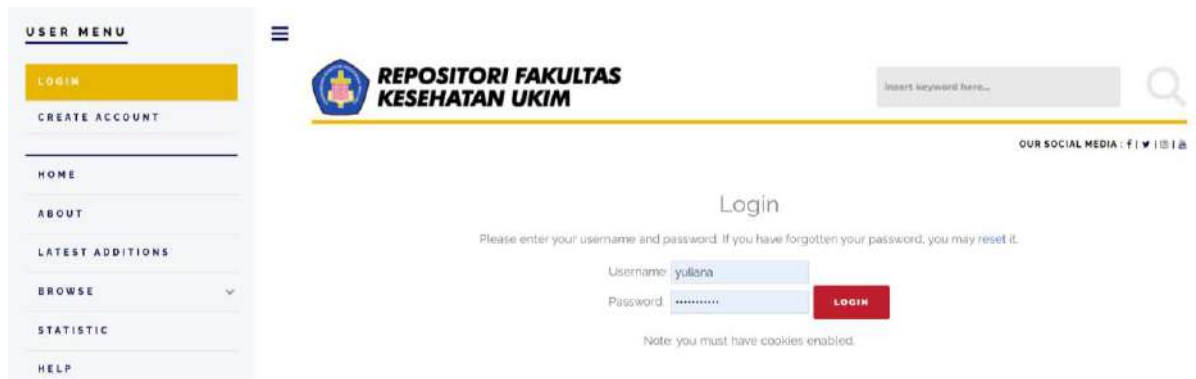 USER MENU
LOGIN
CREATE ACCOUNT
HOME
ABOUT
LATEST ADDITIONS
BROWSE
STATISTIC
HELP
REPOSITORI FAKULTAS
KESEHATAN UKIM
Insert keyword here...
OUR SOCIAL MEDIA :
Login
Please enter your username and password. If you have forgotten your password, you may reset it.
Username: yuliana
Password: •••••••••••
LOGIN
Note: you must have cookies enabled.